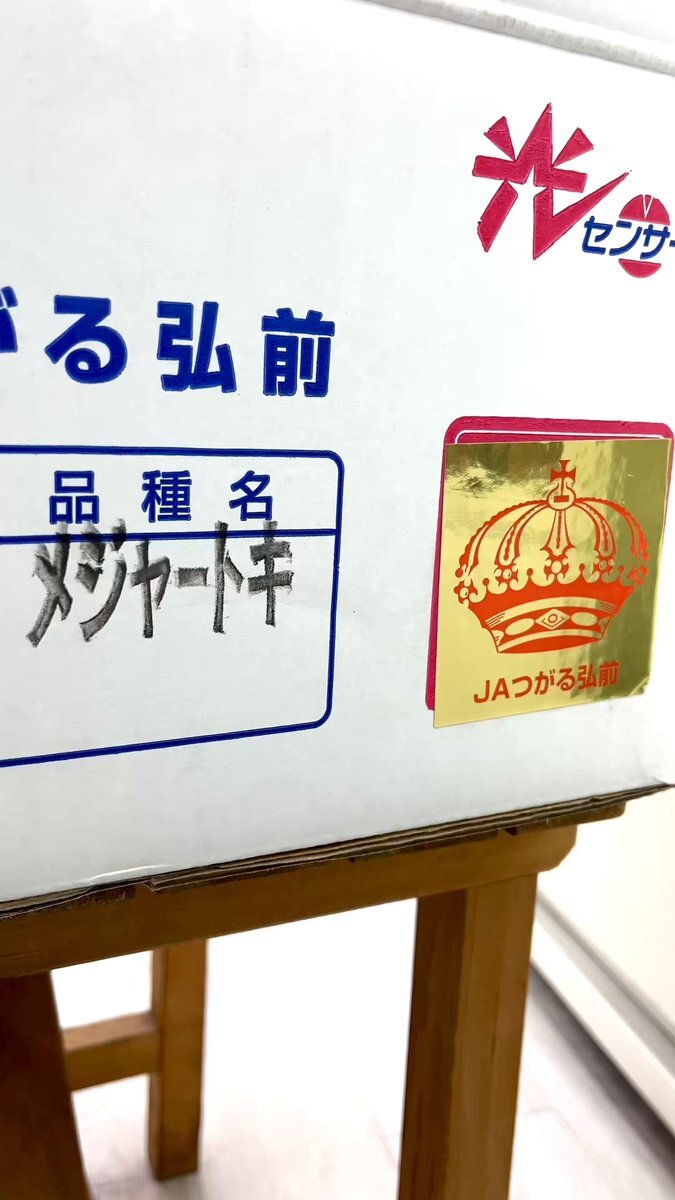 光センサー
がる弘前
品種名
メジャートキ
JAつがる弘前